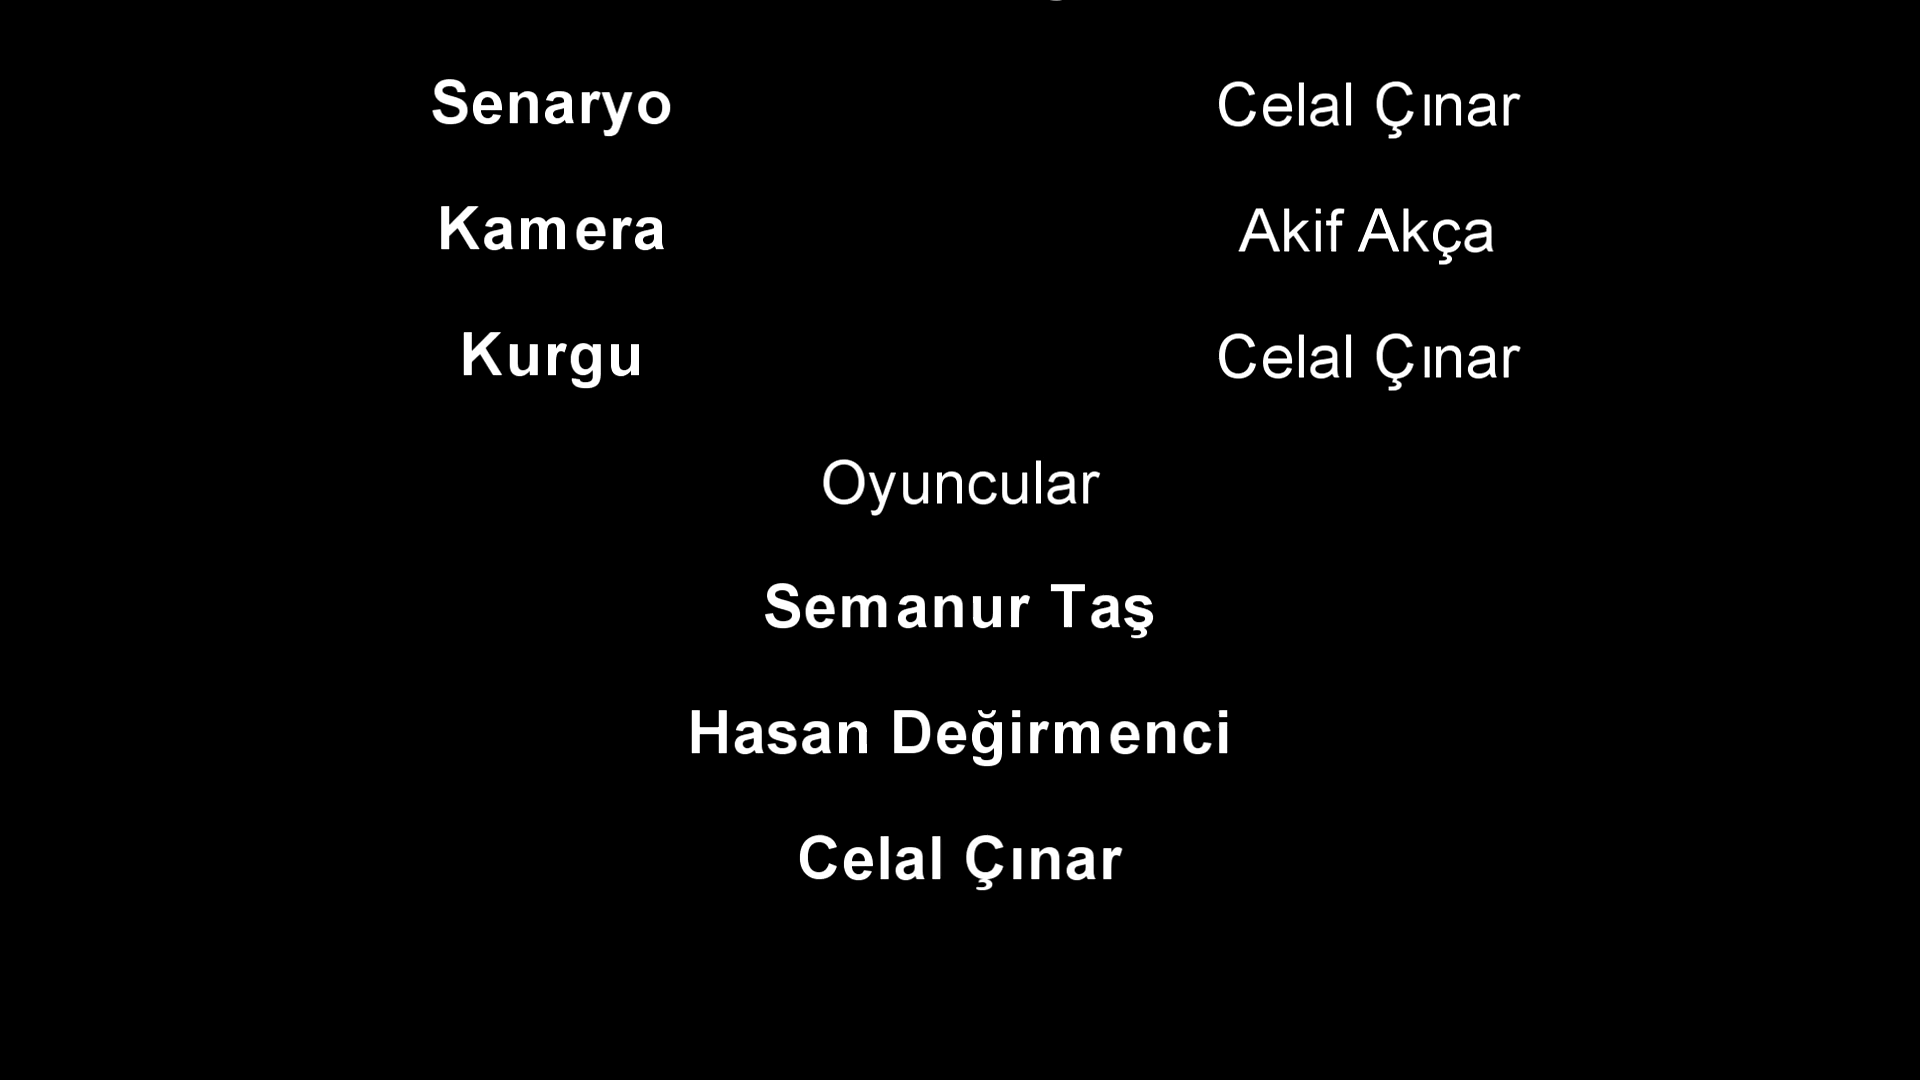 Senaryo Celal Çınar
Kamera Akif Akça
Kurgu Celal Çınar
Oyuncular
Semanur Taş
Hasan Değirmenci
Celal Çınar